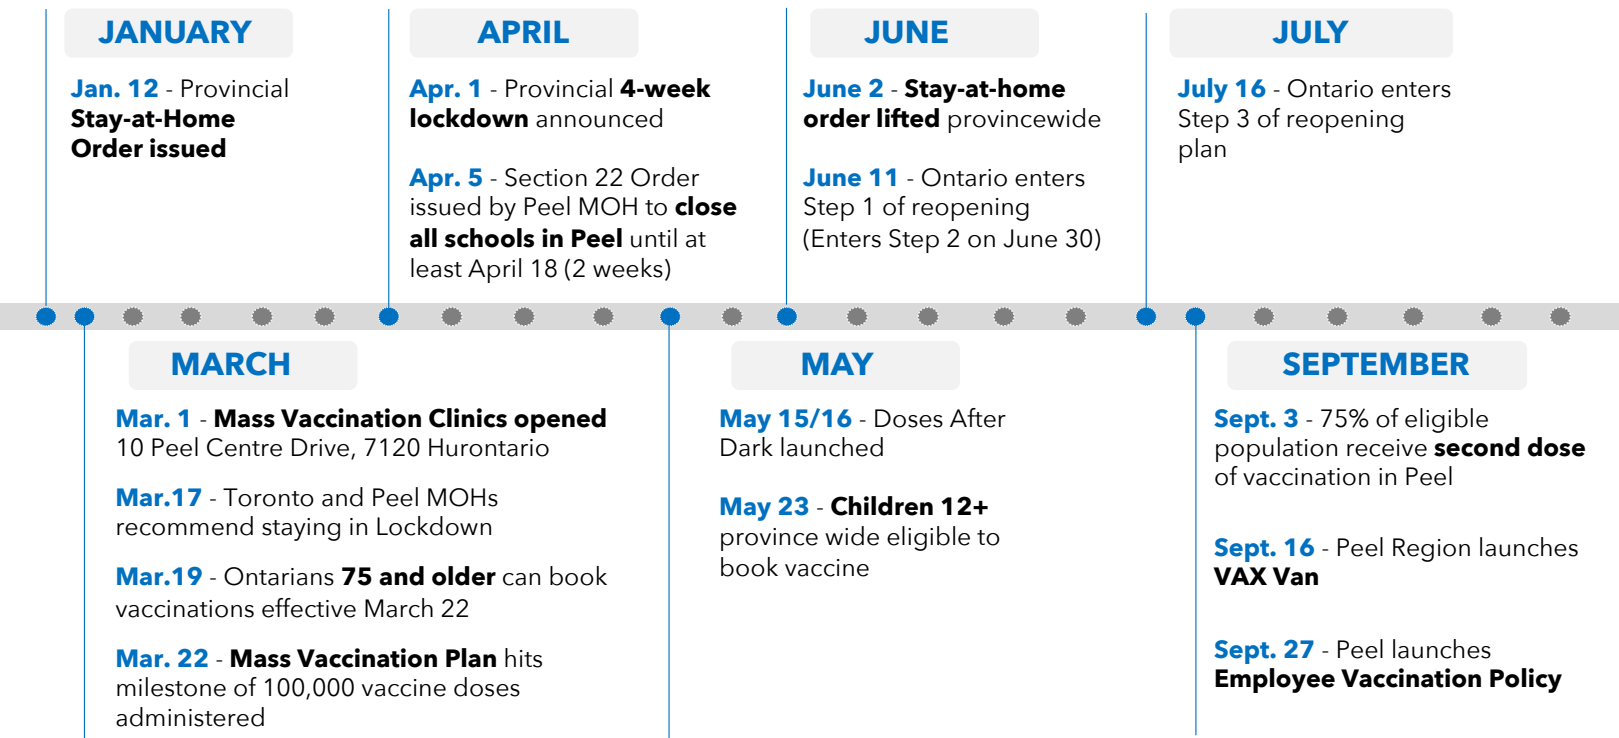 JANUARY
Jan. 12 - Provincial
Stay-at-Home
Order issued
APRIL
Apr. 1 - Provincial 4-week
lockdown announced
Apr. 5 - Section 22 Order
issued by Peel MOH to close
all schools in Peel until at
least April 18 (2 weeks)
JUNE
June 2 - Stay-at-home
order lifted provincewide
June 11 - Ontario enters
Step 1 of reopening
(Enters Step 2 on June 30)
JULY
July 16 - Ontario enters
Step 3 of reopening
plan
MARCH
Mar. 1 - Mass Vaccination Clinics opened
10 Peel Centre Drive, 7120 Hurontario
Mar.17 - Toronto and Peel MOHs
recommend staying in Lockdown
Mar.19 - Ontarians 75 and older can book
vaccinations effective March 22
Mar. 22 - Mass Vaccination Plan hits
milestone of 100,000 vaccine doses
administered
MAY
May 15/16 - Doses After
Dark launched
May 23 - Children 12+
province wide eligible to
book vaccine
SEPTEMBER
Sept. 3 - 75% of eligible
population receive second dose
of vaccination in Peel
Sept. 16 - Peel Region launches
VAX Van
Sept. 27 - Peel launches
Employee Vaccination Policy